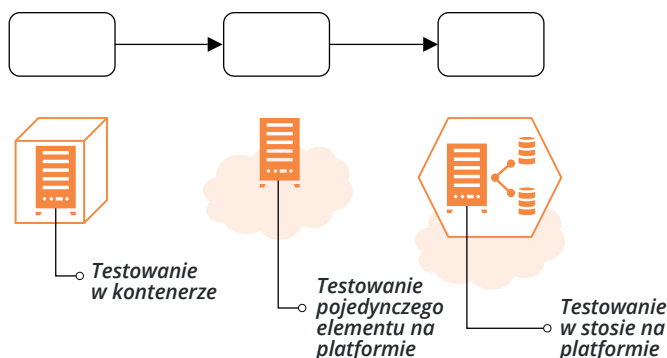 Testowanie
w kontenerze
Testowanie
pojedynczego
elementu na
platformie
Testowanie
w stosie na
platformie